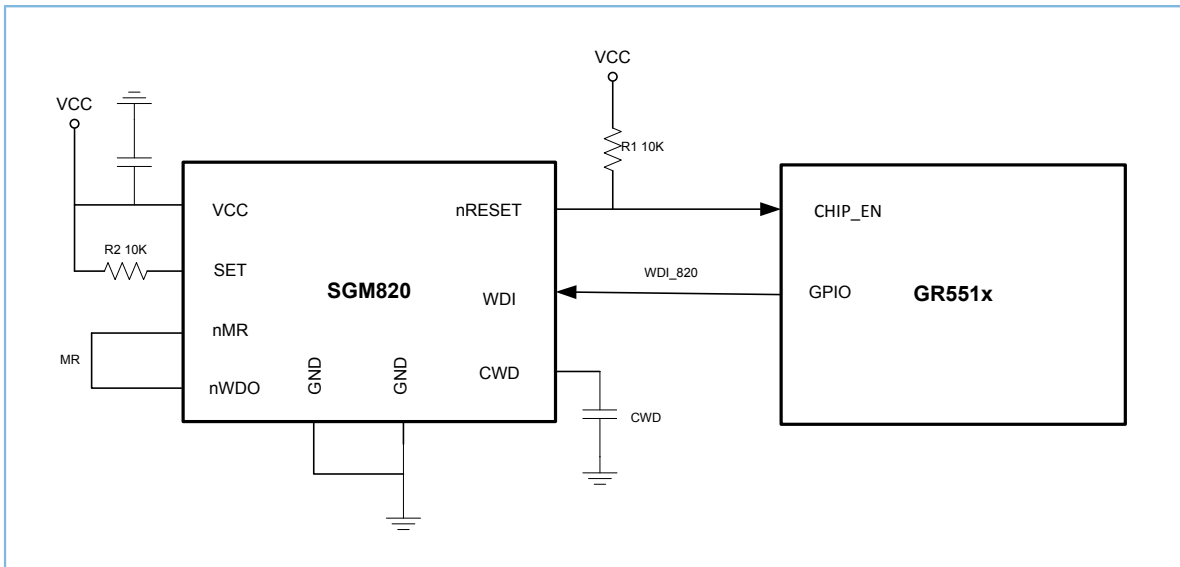 VCC
VCC
R1 10K
VCC
nRESET
CHIP_EN
R2 10K
SET
WDI_820
SGM820
WDI
GPIO
GR551x
nMR
MR
nWDO
GND
GND
CWD
CWD